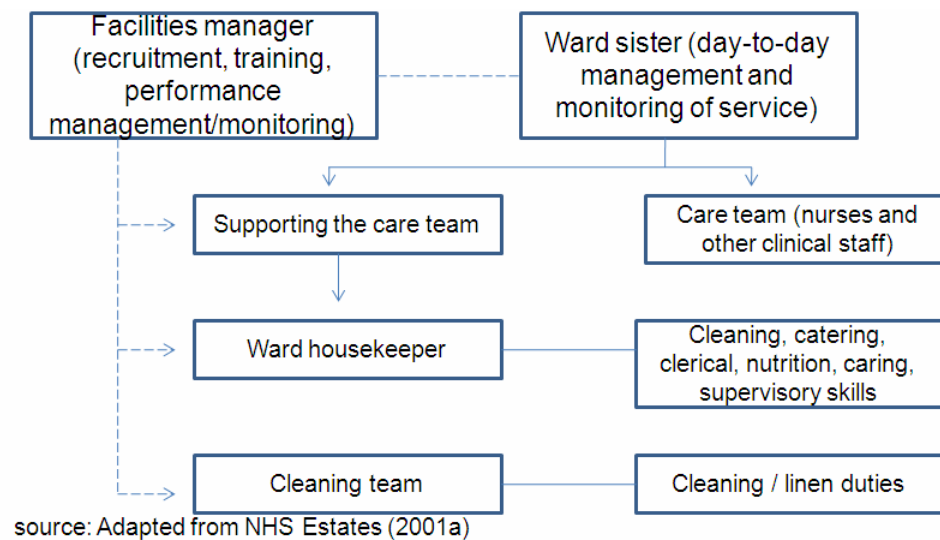 Facilities manager
(recruitment, training,
performance
management/monitoring)
Ward sister (day-to-day
management and
monitoring of service)
Supporting the care team
Care team (nurses and
other clinical staff)
Ward housekeeper
Cleaning, catering,
clerical, nutrition, caring,
supervisory skills
Cleaning team
Cleaning / linen duties
source: Adapted from NHS Estates (2001a)